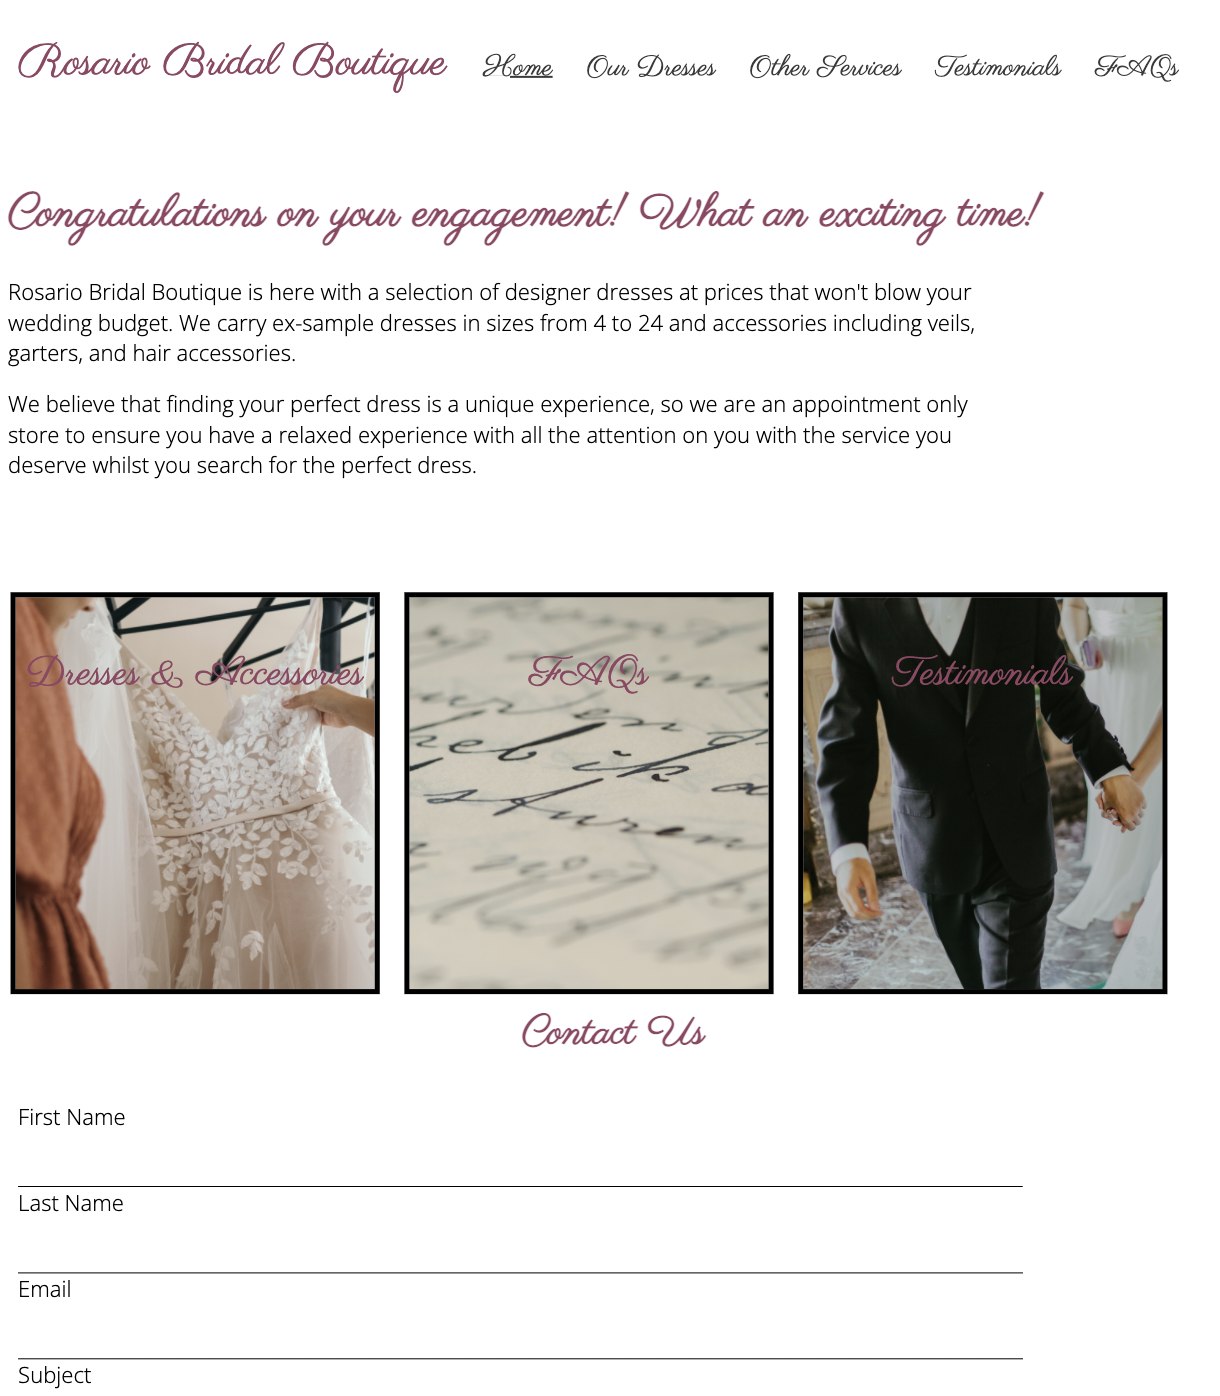 Rosario Bridal Boutique
Home Our Dresses Other Services Testimonials FAQs
Congratulations on your engagement! What an exciting time!
Rosario Bridal Boutique is here with a selection of designer dresses at prices that won't blow your
wedding budget. We carry ex-sample dresses in sizes from 4 to 24 and accessories including veils,
garters, and hair accessories.
We believe that finding your perfect dress is a unique experience, so we are an appointment only
store to ensure you have a relaxed experience with all the attention on you with the service you
deserve whilst you search for the perfect dress.
Dresses & Accessories
FAQs
Testimonials
Contact Us
First Name
Last Name
Email
Subject